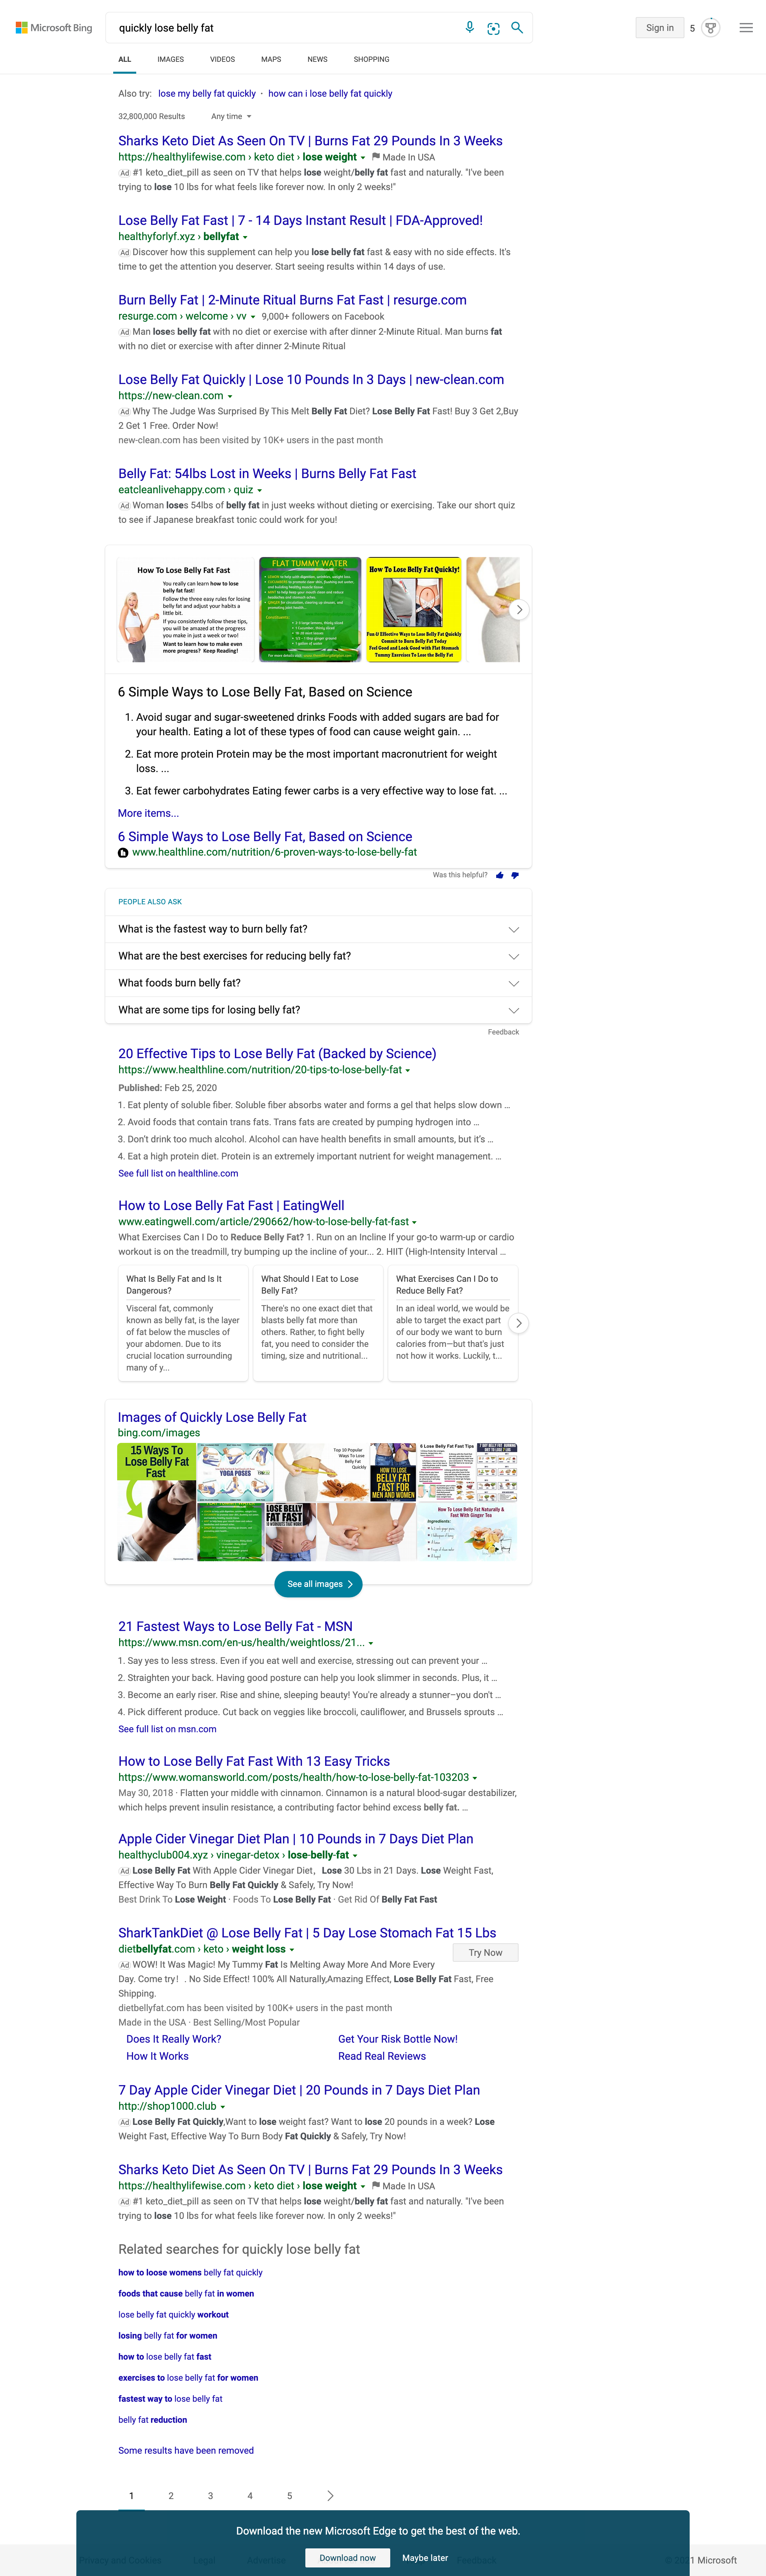 Microsoft Bing
quickly lose belly fat
Sign in
5
ALL IMAGES VIDEOS MAPS NEWS SHOPPING
Also try: lose my belly fat quickly · how can i lose belly fat quickly
32,800,000 Results Any time
Sharks Keto Diet As Seen On TV | Burns Fat 29 Pounds In 3 Weeks
https://healthylifewise.com › keto diet › lose weight Made In USA
Ad #1 keto_diet_pill as seen on TV that helps lose weight/belly fat fast and naturally. "I've been
trying to lose 10 lbs for what feels like forever now. In only 2 weeks!"
Lose Belly Fat Fast | 7 - 14 Days Instant Result | FDA-Approved!
healthyforlyf.xyz › bellyfat
Ad Discover how this supplement can help you lose belly fat fast & easy with no side effects. It's
time to get the attention you deserver. Start seeing results within 14 days of use.
Burn Belly Fat | 2-Minute Ritual Burns Fat Fast | resurge.com
resurge.com › welcome › vv 9,000+ followers on Facebook
Ad Man loses belly fat with no diet or exercise with after dinner 2-Minute Ritual. Man burns fat
with no diet or exercise with after dinner 2-Minute Ritual
Lose Belly Fat Quickly | Lose 10 Pounds In 3 Days | new-clean.com
https://new-clean.com
Ad Why The Judge Was Surprised By This Melt Belly Fat Diet? Lose Belly Fat Fast! Buy 3 Get 2,Buy
2 Get 1 Free. Order Now!
new-clean.com has been visited by 10K+ users in the past month
Belly Fat: 54lbs Lost in Weeks | Burns Belly Fat Fast
eatcleanlivehappy.com › quiz
Ad Woman loses 54lbs of belly fat in just weeks without dieting or exercising. Take our short quiz
to see if Japanese breakfast tonic could work for you!
How To Lose Belly Fat Fast
You really can learn how to lose
belly fat fast!
Follow the three easy rules for losing
belly fat and adjust your habits a
little bit.
If you consistently follow these tips,
you will be amazed at the progress
you make in just a week or two!
Want to learn how to make even
more progress? Keep Reading!
FLAT TUMMY WATER
How To Lose Belly Fat Quickly!
Fun & Effective Ways to Lose Belly Fat Quickly
Commit to Burn Belly Fat Today
Feel Good and Look Good with Flat Stomach
Tummy Exercises To Lose the Belly Fat
6 Simple Ways to Lose Belly Fat, Based on Science
1. Avoid sugar and sugar-sweetened drinks Foods with added sugars are bad for
your health. Eating a lot of these types of food can cause weight gain. ...
2. Eat more protein Protein may be the most important macronutrient for weight
loss. ...
3. Eat fewer carbohydrates Eating fewer carbs is a very effective way to lose fat. ...
More items...
6 Simple Ways to Lose Belly Fat, Based on Science
www.healthline.com/nutrition/6-proven-ways-to-lose-belly-fat
Was this helpful?
PEOPLE ALSO ASK
What is the fastest way to burn belly fat?
What are the best exercises for reducing belly fat?
What foods burn belly fat?
What are some tips for losing belly fat?
Feedback
20 Effective Tips to Lose Belly Fat (Backed by Science)
https://www.healthline.com/nutrition/20-tips-to-lose-belly-fat
Published: Feb 25, 2020
1. Eat plenty of soluble fiber. Soluble fiber absorbs water and forms a gel that helps slow down ...
2. Avoid foods that contain trans fats. Trans fats are created by pumping hydrogen into ...
3. Don't drink too much alcohol. Alcohol can have health benefits in small amounts, but it's ...
4. Eat a high protein diet. Protein is an extremely important nutrient for weight management. ...
See full list on healthline.com
How to Lose Belly Fat Fast | EatingWell
www.eatingwell.com/article/290662/how-to-lose-belly-fat-fast
What Exercises Can I Do to Reduce Belly Fat? 1. Run on an Incline If your go-to warm-up or cardio
workout is on the treadmill, try bumping up the incline of your... 2. HIIT (High-Intensity Interval ...
What Is Belly Fat and Is It
Dangerous?
Visceral fat, commonly
known as belly fat, is the layer
of fat below the muscles of
your abdomen. Due to its
crucial location surrounding
many of y...
What Should I Eat to Lose
Belly Fat?
There's no one exact diet that
blasts belly fat more than
others. Rather, to fight belly
fat, you need to consider the
timing, size and nutritional...
What Exercises Can I Do to
Reduce Belly Fat?
In an ideal world, we would be
able to target the exact part
of our body we want to burn
calories from—but that's just
not how it works. Luckily, t...
Images of Quickly Lose Belly Fat
bing.com/images
15 Ways To
Lose Belly Fat
Fast
YOGA POSES
Top 10 Popular
Ways To Lose
Belly Fat
Quickly
HOW TO LOSE
BELLY FAT
FAST FOR
MEN AND WOMEN
8 Lose Belly Fat Fast Tips
LOSE BELLY
FAT FAST
How To Lose Belly Fat Naturally &
Fast With Ginger Tea
Ingredients:
See all images
21 Fastest Ways to Lose Belly Fat - MSN
https://www.msn.com/en-us/health/weightloss/21...
1. Say yes to less stress. Even if you eat well and exercise, stressing out can prevent your ...
2. Straighten your back. Having good posture can help you look slimmer in seconds. Plus, it ...
3. Become an early riser. Rise and shine, sleeping beauty! You're already a stunner–you don't ...
4. Pick different produce. Cut back on veggies like broccoli, cauliflower, and Brussels sprouts ...
See full list on msn.com
How to Lose Belly Fat Fast With 13 Easy Tricks
https://www.womansworld.com/posts/health/how-to-lose-belly-fat-103203
May 30, 2018 · Flatten your middle with cinnamon. Cinnamon is a natural blood-sugar destabilizer,
which helps prevent insulin resistance, a contributing factor behind excess belly fat. ...
Apple Cider Vinegar Diet Plan | 10 Pounds in 7 Days Diet Plan
healthyclub004.xyz › vinegar-detox › lose-belly-fat
Ad Lose Belly Fat With Apple Cider Vinegar Diet，Lose 30 Lbs in 21 Days. Lose Weight Fast,
Effective Way To Burn Belly Fat Quickly & Safely, Try Now!
Best Drink To Lose Weight · Foods To Lose Belly Fat · Get Rid Of Belly Fat Fast
SharkTankDiet @ Lose Belly Fat | 5 Day Lose Stomach Fat 15 Lbs
dietbellyfat.com › keto › weight loss
Try Now
Ad WOW! It Was Magic! My Tummy Fat Is Melting Away More And More Every
Day. Come try！. No Side Effect! 100% All Naturally,Amazing Effect, Lose Belly Fat Fast, Free
Shipping.
dietbellyfat.com has been visited by 100K+ users in the past month
Made in the USA · Best Selling/Most Popular
Does It Really Work? Get Your Risk Bottle Now!
How It Works Read Real Reviews
7 Day Apple Cider Vinegar Diet | 20 Pounds in 7 Days Diet Plan
http://shop1000.club
Ad Lose Belly Fat Quickly,Want to lose weight fast? Want to lose 20 pounds in a week? Lose
Weight Fast, Effective Way To Burn Body Fat Quickly & Safely, Try Now!
Sharks Keto Diet As Seen On TV | Burns Fat 29 Pounds In 3 Weeks
https://healthylifewise.com › keto diet › lose weight Made In USA
Ad #1 keto_diet_pill as seen on TV that helps lose weight/belly fat fast and naturally. "I've been
trying to lose 10 lbs for what feels like forever now. In only 2 weeks!"
Related searches for quickly lose belly fat
how to loose womens belly fat quickly
foods that cause belly fat in women
lose belly fat quickly workout
losing belly fat for women
how to lose belly fat fast
exercises to lose belly fat for women
fastest way to lose belly fat
belly fat reduction
Some results have been removed
1 2 3 4 5
Download the new Microsoft Edge to get the best of the web.
Download now Maybe later
1 Microsoft